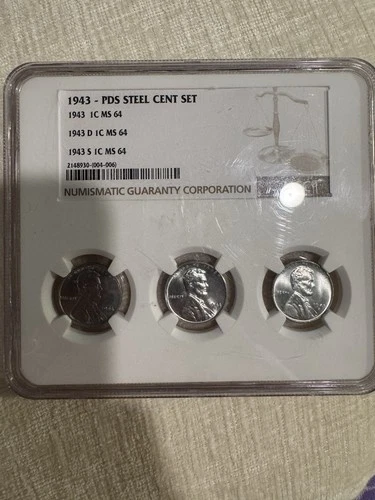 1943 - PDS STEEL CENT SET
1943 1C MS 64
1943 D 1C MS 64
1943 S 1C MS 64
2148930-(004-006)
NUMISMATIC GUARANTY CORPORATION